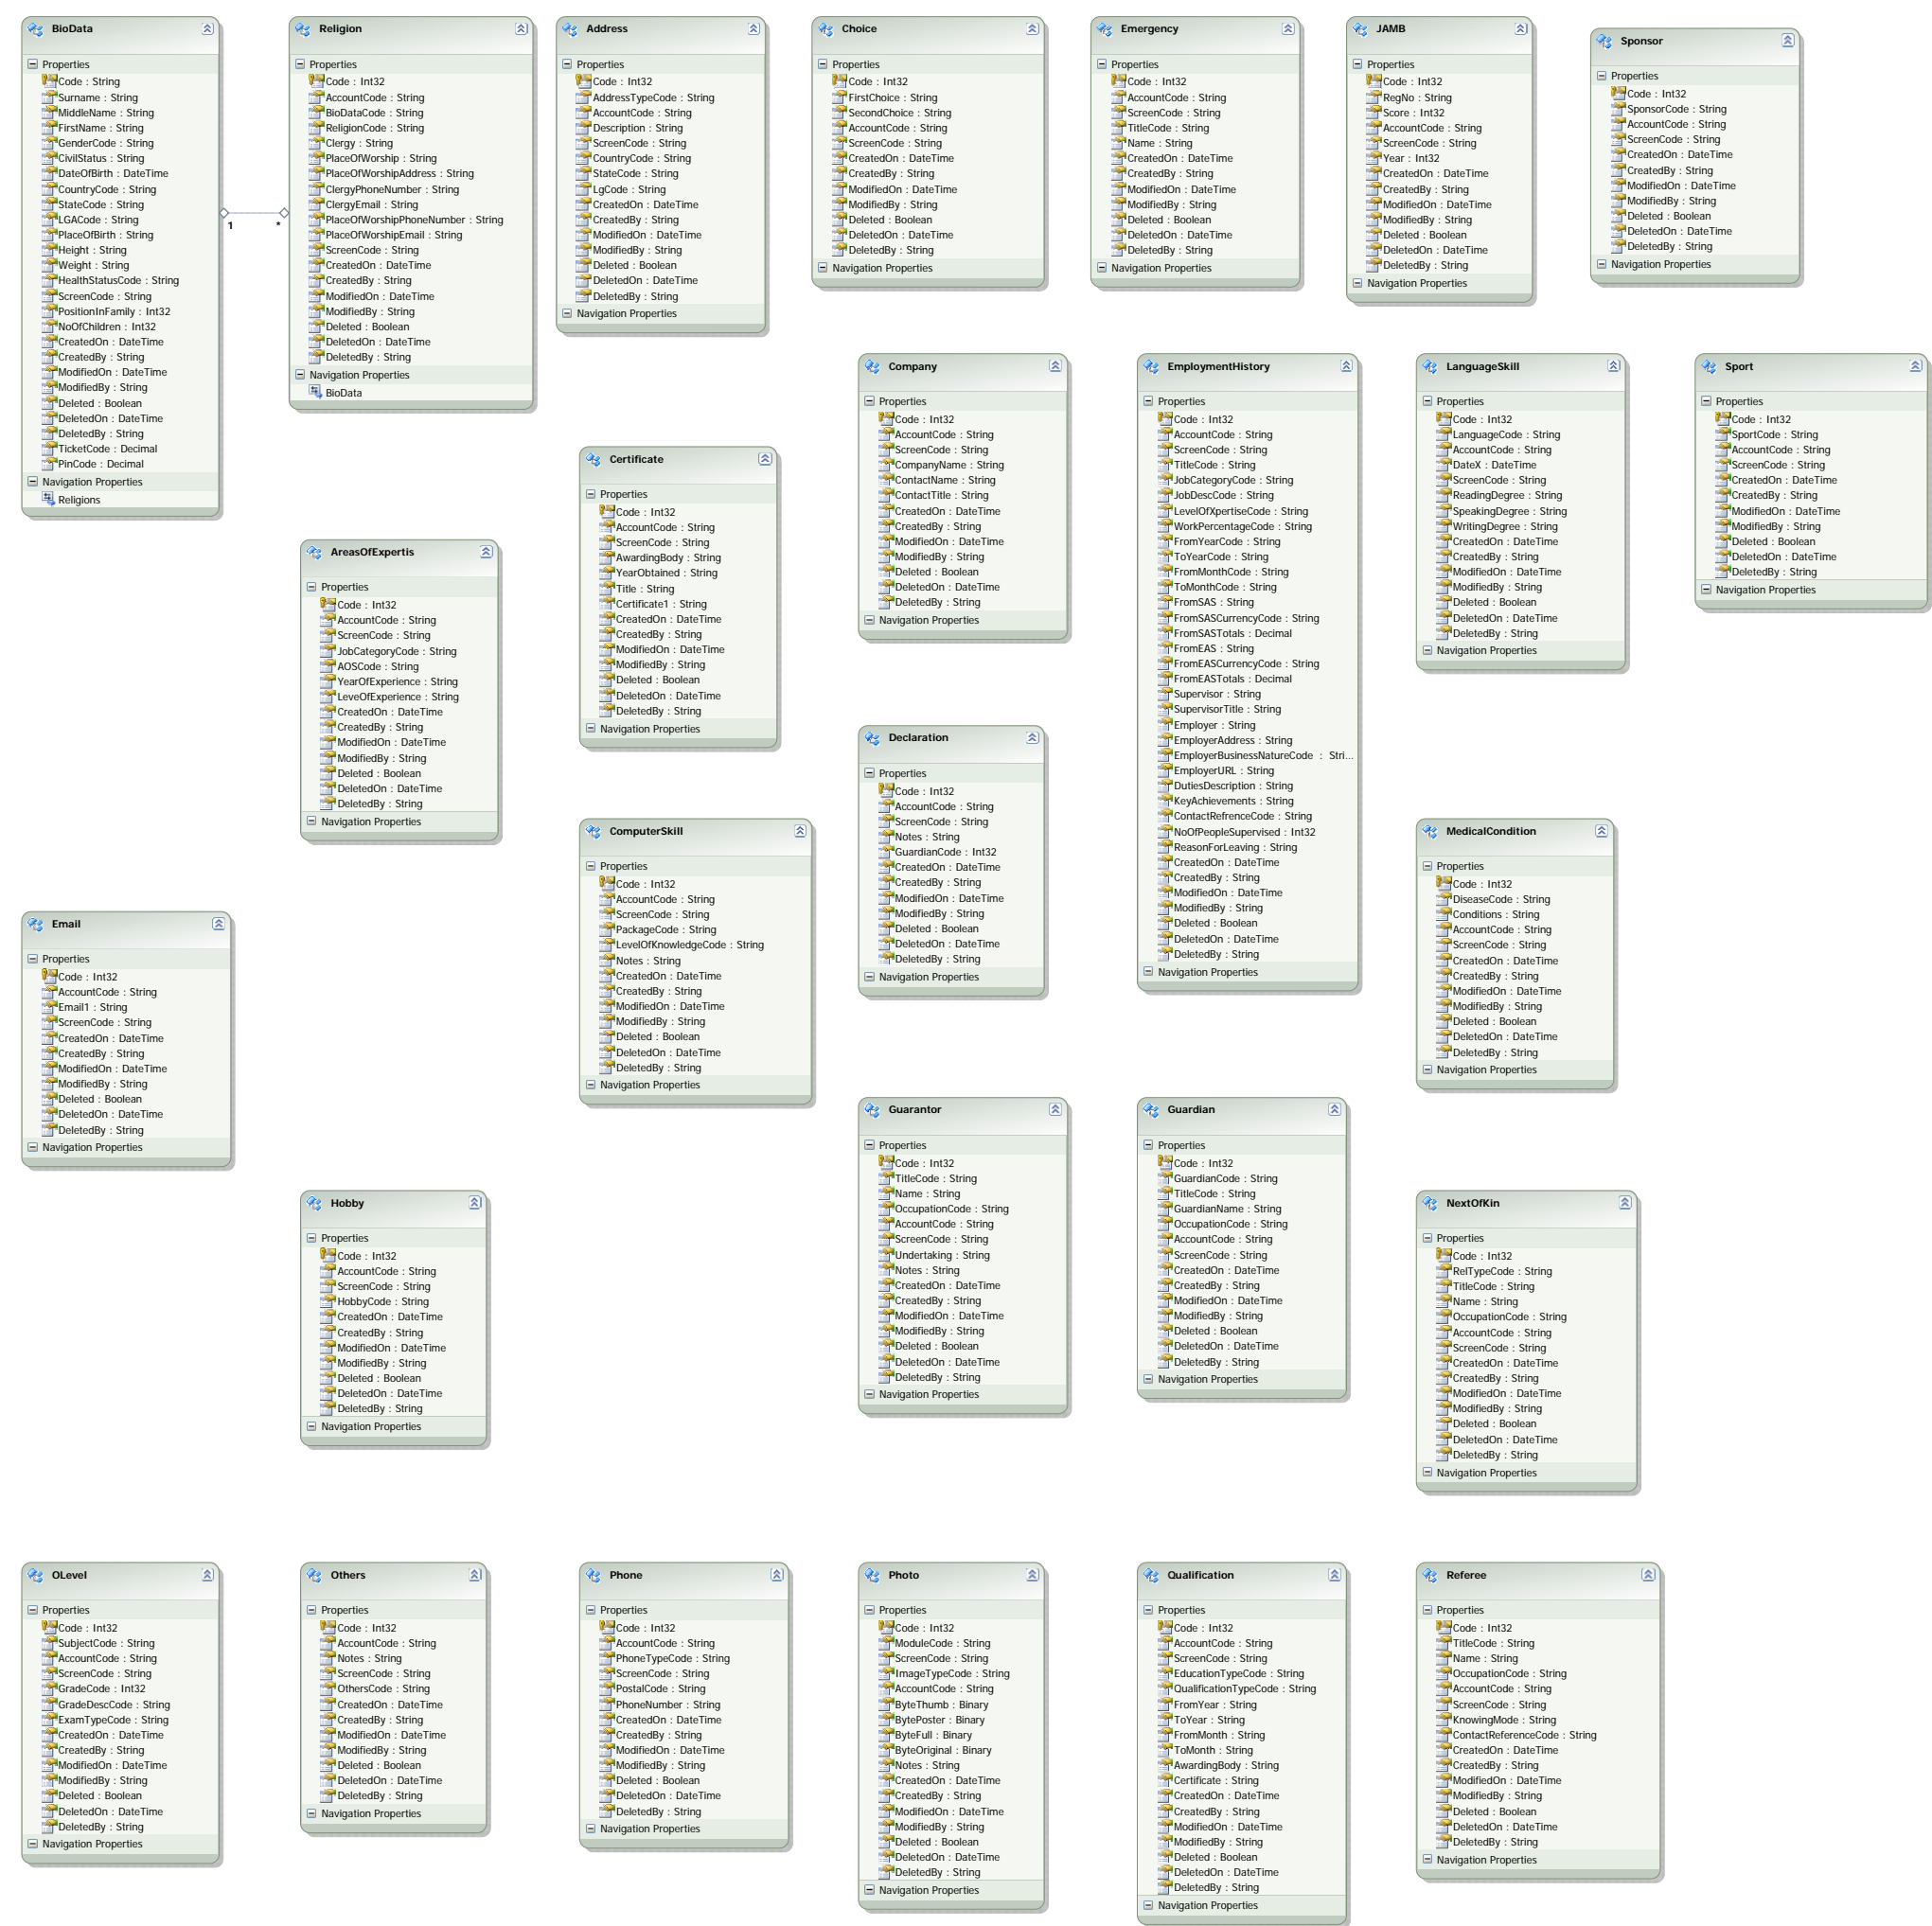 BioData
Properties
Code : String
Surname : String
MiddleName : String
FirstName : String
GenderCode : String
CivilStatus : String
DateOfBirth : DateTime
CountryCode : String
StateCode : String
LGACode : String
PlaceOfBirth : String
Height : String
Weight : String
HealthStatusCode : String
ScreenCode : String
PositionInFamily : Int32
NoOfChildren : Int32
CreatedOn : DateTime
CreatedBy : String
ModifiedOn : DateTime
ModifiedBy : String
Deleted : Boolean
DeletedOn : DateTime
DeletedBy : String
TicketCode : Decimal
PinCode : Decimal
Navigation Properties
Religions
1
*
Religion
Properties
Code : Int32
AccountCode : String
BioDataCode : String
ReligionCode : String
Clergy : String
PlaceOfWorship : String
PlaceOfWorshipAddress : String
ClergyPhoneNumber : String
ClergyEmail : String
PlaceOfWorshipPhoneNumber : String
PlaceOfWorshipEmail : String
ScreenCode : String
CreatedOn : DateTime
CreatedBy : String
ModifiedOn : DateTime
ModifiedBy : String
Deleted : Boolean
DeletedOn : DateTime
DeletedBy : String
Navigation Properties
BioData
Address
Properties
Code : Int32
AddressTypeCode : String
AccountCode : String
Description : String
ScreenCode : String
CountryCode : String
StateCode : String
LgCode : String
CreatedOn : DateTime
CreatedBy : String
ModifiedOn : DateTime
ModifiedBy : String
Deleted : Boolean
DeletedOn : DateTime
DeletedBy : String
Navigation Properties
Choice
Properties
Code : Int32
FirstChoice : String
SecondChoice : String
AccountCode : String
ScreenCode : String
CreatedOn : DateTime
CreatedBy : String
ModifiedOn : DateTime
ModifiedBy : String
Deleted : Boolean
DeletedOn : DateTime
DeletedBy : String
Navigation Properties
Emergency
Properties
Code : Int32
AccountCode : String
ScreenCode : String
TitleCode : String
Name : String
CreatedOn : DateTime
CreatedBy : String
ModifiedOn : DateTime
ModifiedBy : String
Deleted : Boolean
DeletedOn : DateTime
DeletedBy : String
Navigation Properties
JAMB
Properties
Code : Int32
RegNo : String
Score : Int32
AccountCode : String
ScreenCode : String
Year : Int32
CreatedOn : DateTime
CreatedBy : String
ModifiedOn : DateTime
ModifiedBy : String
Deleted : Boolean
DeletedOn : DateTime
DeletedBy : String
Navigation Properties
Sponsor
Properties
Code : Int32
SponsorCode : String
AccountCode : String
ScreenCode : String
CreatedOn : DateTime
CreatedBy : String
ModifiedOn : DateTime
ModifiedBy : String
Deleted : Boolean
DeletedOn : DateTime
DeletedBy : String
Navigation Properties
Company
Properties
Code : Int32
AccountCode : String
ScreenCode : String
CompanyName : String
ContactName : String
ContactTitle : String
CreatedOn : DateTime
CreatedBy : String
ModifiedOn : DateTime
ModifiedBy : String
Deleted : Boolean
DeletedOn : DateTime
DeletedBy : String
Navigation Properties
EmploymentHistory
Properties
Code : Int32
AccountCode : String
ScreenCode : String
TitleCode : String
JobCategoryCode : String
JobDescCode : String
LevelOfXpertiseCode : String
WorkPercentageCode : String
FromYearCode : String
ToYearCode : String
FromMonthCode : String
ToMonthCode : String
FromSAS : String
FromSASCurrencyCode : String
FromSASTotals : Decimal
FromEAS : String
FromEASCurrencyCode : String
FromEASTotals : Decimal
Supervisor : String
SupervisorTitle : String
Employer : String
EmployerAddress : String
EmployerBusinessNatureCode : Stri...
EmployerURL : String
DutiesDescription : String
KeyAchievements : String
ContactRefrenceCode : String
NoOfPeopleSupervised : Int32
ReasonForLeaving : String
CreatedOn : DateTime
CreatedBy : String
ModifiedOn : DateTime
ModifiedBy : String
Deleted : Boolean
DeletedOn : DateTime
DeletedBy : String
Navigation Properties
LanguageSkill
Properties
Code : Int32
LanguageCode : String
AccountCode : String
DateX : DateTime
ScreenCode : String
ReadingDegree : String
SpeakingDegree : String
WritingDegree : String
CreatedOn : DateTime
CreatedBy : String
ModifiedOn : DateTime
ModifiedBy : String
Deleted : Boolean
DeletedOn : DateTime
DeletedBy : String
Navigation Properties
Sport
Properties
Code : Int32
SportCode : String
AccountCode : String
ScreenCode : String
CreatedOn : DateTime
CreatedBy : String
ModifiedOn : DateTime
ModifiedBy : String
Deleted : Boolean
DeletedOn : DateTime
DeletedBy : String
Navigation Properties
Certificate
Properties
Code : Int32
AccountCode : String
ScreenCode : String
AwardingBody : String
YearObtained : String
Title : String
Certificate1 : String
CreatedOn : DateTime
CreatedBy : String
ModifiedOn : DateTime
ModifiedBy : String
Deleted : Boolean
DeletedOn : DateTime
DeletedBy : String
Navigation Properties
AreasOfExpertis
Properties
Code : Int32
AccountCode : String
ScreenCode : String
JobCategoryCode : String
AOSCode : String
YearOfExperience : String
LeveOfExperience : String
CreatedOn : DateTime
CreatedBy : String
ModifiedOn : DateTime
ModifiedBy : String
Deleted : Boolean
DeletedOn : DateTime
DeletedBy : String
Navigation Properties
Declaration
Properties
Code : Int32
AccountCode : String
ScreenCode : String
Notes : String
GuardianCode : Int32
CreatedOn : DateTime
CreatedBy : String
ModifiedOn : DateTime
ModifiedBy : String
Deleted : Boolean
DeletedOn : DateTime
DeletedBy : String
Navigation Properties
ComputerSkill
Properties
Code : Int32
AccountCode : String
ScreenCode : String
PackageCode : String
LevelOfKnowledgeCode : String
Notes : String
CreatedOn : DateTime
CreatedBy : String
ModifiedOn : DateTime
ModifiedBy : String
Deleted : Boolean
DeletedOn : DateTime
DeletedBy : String
Navigation Properties
MedicalCondition
Properties
Code : Int32
DiseaseCode : String
Conditions : String
AccountCode : String
ScreenCode : String
CreatedOn : DateTime
CreatedBy : String
ModifiedOn : DateTime
ModifiedBy : String
Deleted : Boolean
DeletedOn : DateTime
DeletedBy : String
Navigation Properties
Email
Properties
Code : Int32
AccountCode : String
Email1 : String
ScreenCode : String
CreatedOn : DateTime
CreatedBy : String
ModifiedOn : DateTime
ModifiedBy : String
Deleted : Boolean
DeletedOn : DateTime
DeletedBy : String
Navigation Properties
Guarantor
Properties
Code : Int32
TitleCode : String
Name : String
OccupationCode : String
AccountCode : String
ScreenCode : String
Undertaking : String
Notes : String
CreatedOn : DateTime
CreatedBy : String
ModifiedOn : DateTime
ModifiedBy : String
Deleted : Boolean
DeletedOn : DateTime
DeletedBy : String
Navigation Properties
Guardian
Properties
Code : Int32
GuardianCode : String
TitleCode : String
GuardianName : String
OccupationCode : String
AccountCode : String
ScreenCode : String
CreatedOn : DateTime
CreatedBy : String
ModifiedOn : DateTime
ModifiedBy : String
Deleted : Boolean
DeletedOn : DateTime
DeletedBy : String
Navigation Properties
Hobby
Properties
Code : Int32
AccountCode : String
ScreenCode : String
HobbyCode : String
CreatedOn : DateTime
CreatedBy : String
ModifiedOn : DateTime
ModifiedBy : String
Deleted : Boolean
DeletedOn : DateTime
DeletedBy : String
Navigation Properties
NextOfKin
Properties
Code : Int32
RelTypeCode : String
TitleCode : String
Name : String
OccupationCode : String
AccountCode : String
ScreenCode : String
CreatedOn : DateTime
CreatedBy : String
ModifiedOn : DateTime
ModifiedBy : String
Deleted : Boolean
DeletedOn : DateTime
DeletedBy : String
Navigation Properties
OLevel
Properties
Code : Int32
SubjectCode : String
AccountCode : String
ScreenCode : String
GradeCode : Int32
GradeDescCode : String
ExamTypeCode : String
CreatedOn : DateTime
CreatedBy : String
ModifiedOn : DateTime
ModifiedBy : String
Deleted : Boolean
DeletedOn : DateTime
DeletedBy : String
Navigation Properties
Others
Properties
Code : Int32
AccountCode : String
Notes : String
ScreenCode : String
OthersCode : String
CreatedOn : DateTime
CreatedBy : String
ModifiedOn : DateTime
ModifiedBy : String
Deleted : Boolean
DeletedOn : DateTime
DeletedBy : String
Navigation Properties
Phone
Properties
Code : Int32
AccountCode : String
PhoneTypeCode : String
ScreenCode : String
PostalCode : String
PhoneNumber : String
CreatedOn : DateTime
CreatedBy : String
ModifiedOn : DateTime
ModifiedBy : String
Deleted : Boolean
DeletedOn : DateTime
DeletedBy : String
Navigation Properties
Photo
Properties
Code : Int32
ModuleCode : String
ScreenCode : String
ImageTypeCode : String
AccountCode : String
ByteThumb : Binary
BytePoster : Binary
ByteFull : Binary
ByteOriginal : Binary
Notes : String
CreatedOn : DateTime
CreatedBy : String
ModifiedOn : DateTime
ModifiedBy : String
Deleted : Boolean
DeletedOn : DateTime
DeletedBy : String
Navigation Properties
Qualification
Properties
Code : Int32
AccountCode : String
ScreenCode : String
EducationTypeCode : String
QualificationTypeCode : String
FromYear : String
ToYear : String
FromMonth : String
ToMonth : String
AwardingBody : String
Certificate : String
CreatedOn : DateTime
CreatedBy : String
ModifiedOn : DateTime
ModifiedBy : String
Deleted : Boolean
DeletedOn : DateTime
DeletedBy : String
Navigation Properties
Referee
Properties
Code : Int32
TitleCode : String
Name : String
OccupationCode : String
AccountCode : String
ScreenCode : String
KnowingMode : String
ContactReferenceCode : String
CreatedOn : DateTime
CreatedBy : String
ModifiedOn : DateTime
ModifiedBy : String
Deleted : Boolean
DeletedOn : DateTime
DeletedBy : String
Navigation Properties